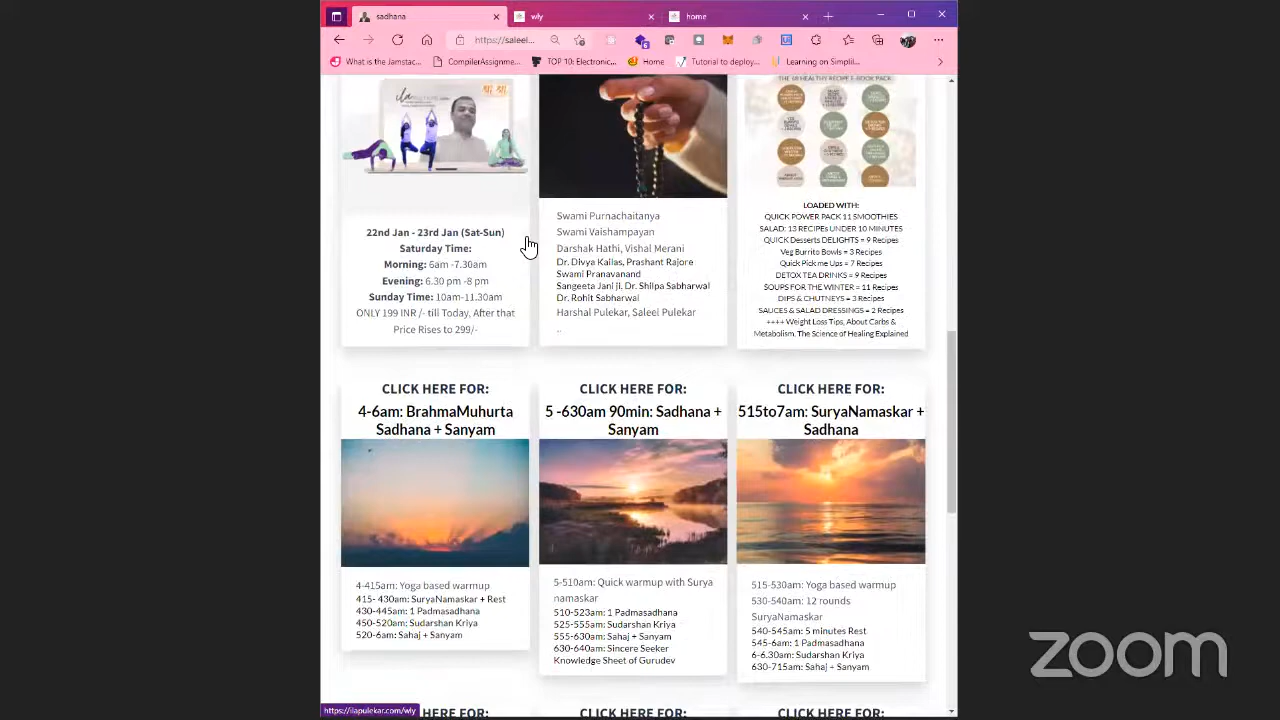 sadhana
wly
home
https://saleel...
6
What is the Jamstac...
CompilerAssignme...
TOP 10: Electronic...
Home
Tutorial to deploy...
Learning on Simplil...
22nd Jan - 23rd Jan (Sat-Sun)
Saturday Time:
Morning: 6am -7.30am
Evening: 6.30 pm -8 pm
Sunday Time: 10am-11.30am
ONLY 199 INR /- till Today, After that
Price Rises to 299/-
Swami Purnachaitanya
Swami Vaishampayan
Darshak Hathi, Vishal Merani
Dr. Divya Kailas, Prashant Rajore
Swami Pranavanand
Sangeeta Jani ji, Dr. Shilpa Sabharwal
Dr. Rohit Sabharwal
Harshal Pulekar, Saleei Pulekar
..
THE 68 HEALTHY RECIPE E-BOOK PACK
LOADED WITH:
QUICK POWER PACK 11 SMOOTHIES
SALAD: 13 RECIPEs UNDER 10 MINUTES
QUICK Desserts DELIGHTS = 9 Recipes
Veg Burrito Bowls = 3 Recipes
Quick Pick me Ups = 7 Recipes
DETOX TEA DRINKS = 9 Recipes
SOUPS FOR THE WINTER = 11 Recipes
DIPS & CHUTNEYS = 3 Recipes
SAUCES & SALAD DRESSINGS = 2 Recipes
++++ Weight Loss Tips, About Carbs &
Metabolism. The Science of Healing Explained
CLICK HERE FOR:
4-6am: BrahmaMuhurta
Sadhana + Sanyam
4-415am: Yoga based warmup
415- 430am: SuryaNamaskar + Rest
430-445am: 1 Padmasadhana
450-520am: Sudarshan Kriya
520-6am: Sahaj + Sanyam
CLICK HERE FOR:
5 -630am 90min: Sadhana +
Sanyam
5-510am: Quick warmup with Surya
namaskar
510-523am: 1 Padmasadhana
525-555am: Sudarshan Kriya
555-630am: Sahaj + Sanyam
630-640am: Sincere Seeker
Knowledge Sheet of Gurudev
CLICK HERE FOR:
515to7am: SuryaNamaskar +
Sadhana
515-530am: Yoga based warmup
530-540am: 12 rounds
SuryaNamaskar
540-545am: 5 minutes Rest
545-6am: 1 Padmasadhana
6-6.30am: Sudarshan Kriya
630-715am: Sahaj + Sanyam
https://ilapulekar.com/wly
HERE FOR:
CLICK HERE FOR:
CLICK HERE FOR:
zoom